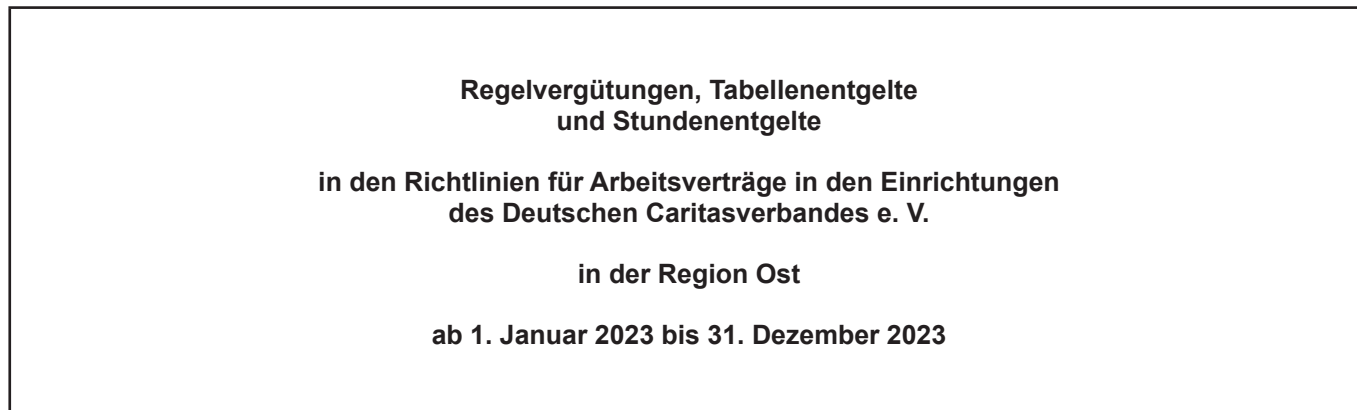 Regelvergütungen, Tabellenentgelte
und Stundenentgelte
in den Richtlinien für Arbeitsverträge in den Einrichtungen
des Deutschen Caritasverbandes e. V.
in der Region Ost
ab 1. Januar 2023 bis 31. Dezember 2023